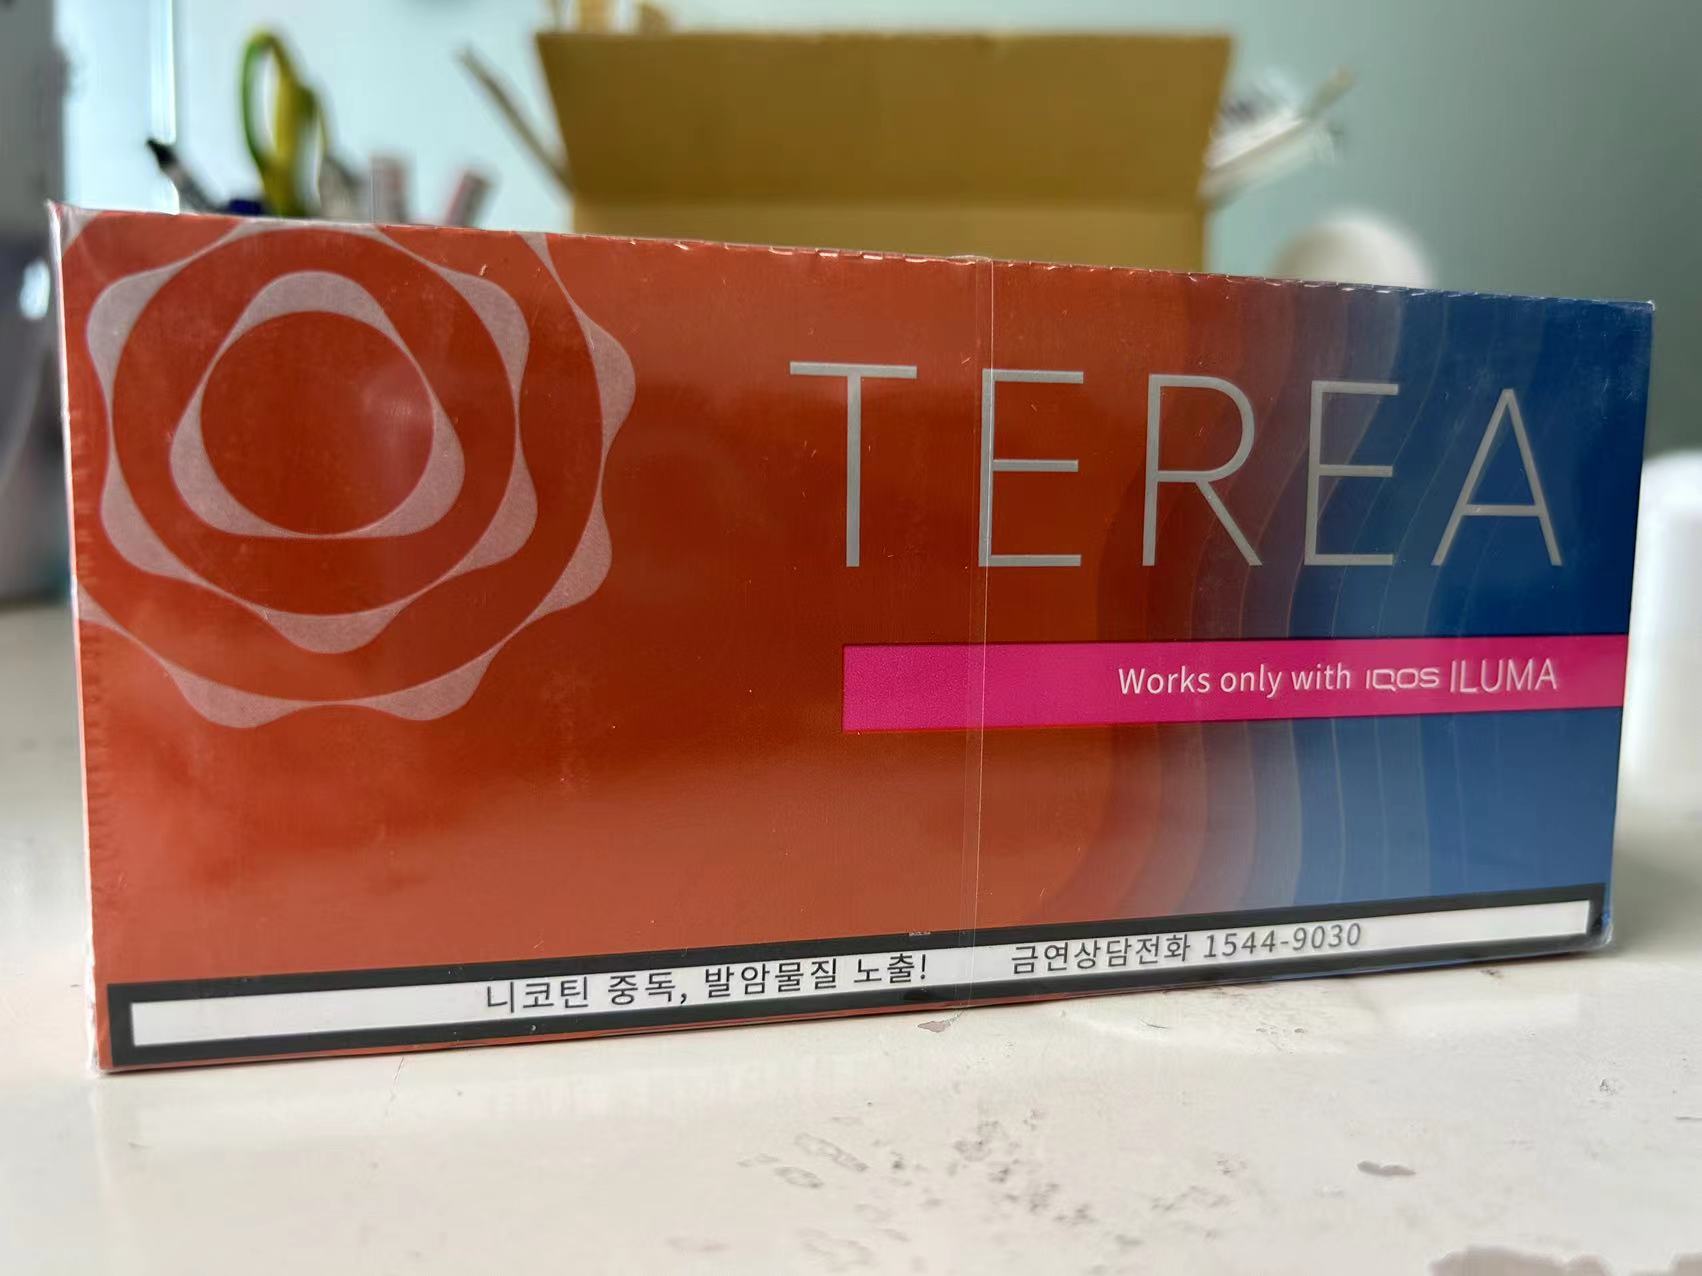 TEREA
Works only with IQOS ILUMA
니코틴 중독, 발암물질 노출! 금연상담전화 1544-9030